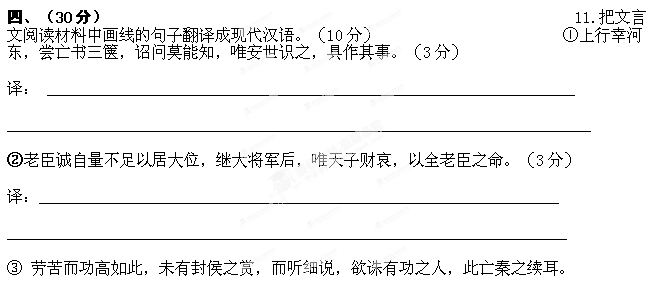 四、（30分） 11.把文言
文阅读材料中画线的句子翻译成现代汉语。（10分） ①上行幸河
东，尝亡书三箧，诏问莫能知，唯安世识之，具作其事。（3分）
译：
②老臣诚自量不足以居大位，继大将军后，唯天子财哀，以全老臣之命。（3分）
译：
③ 劳苦而功高如此，未有封侯之赏，而听细说，欲诛有功之人，此亡秦之续耳。